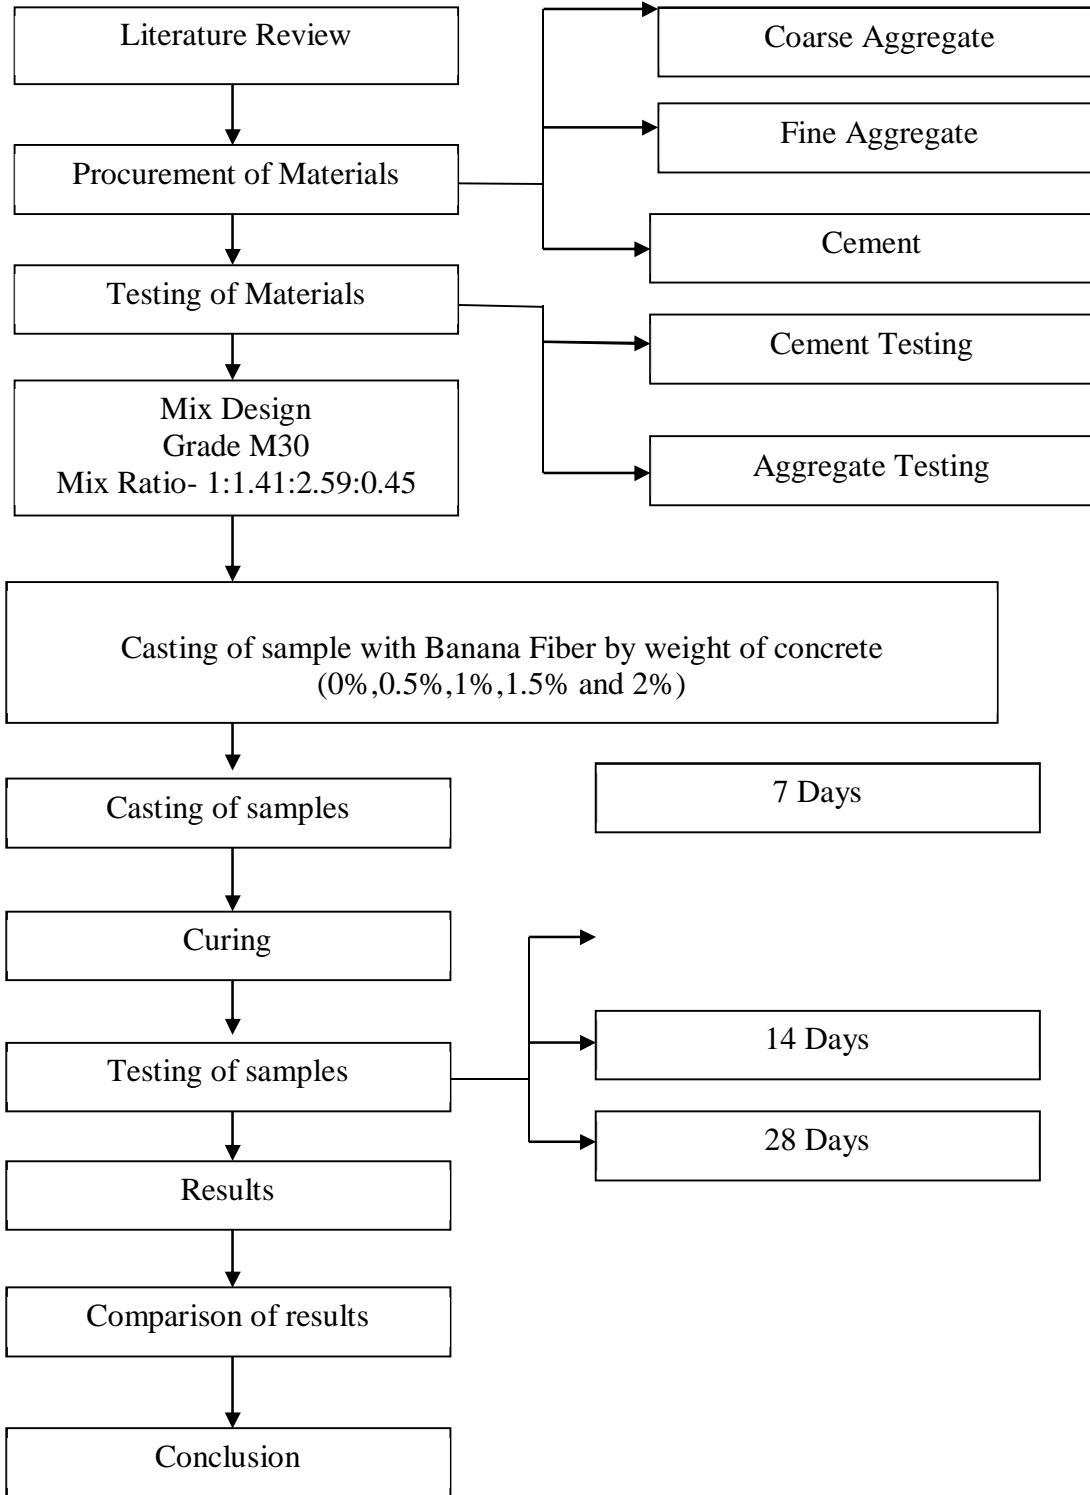 Literature Review
Coarse Aggregate
Fine Aggregate
Procurement of Materials
Cement
Testing of Materials
Cement Testing
Aggregate Testing
Mix Design
Grade M30
Mix Ratio- 1:1.41:2.59:0.45
Casting of sample with Banana Fiber by weight of concrete
(0%,0.5%,1%,1.5% and 2%)
Casting of samples
7 Days
Curing
Testing of samples
14 Days
28 Days
Results
Comparison of results
Conclusion